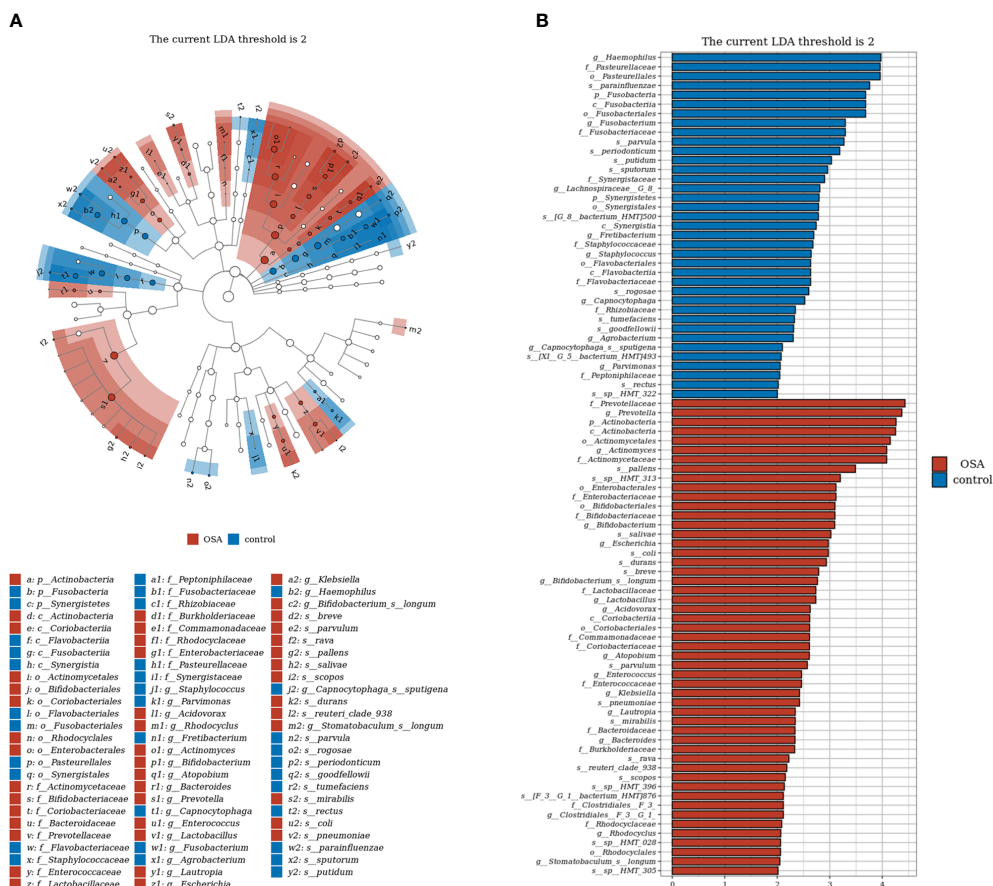 A
B
The current LDA threshold is 2
The current LDA threshold is 2
g__Haemophilus
f__Pasteurellaceae
o__Pasteurellales
s__parainfluenzae
p__Fusobacteria
c__Fusobacteriia
o__Fusobacteriales
g__Fusobacterium
f__Fusobacteriaceae
s__parvula
s__periodonticum
s__putidum
s__sputorum
f__Synergistaceae
g__Lachnospiraceae__G_8_
p__Synergistetes
o__Synergistales
s__[G_8__bacterium_HMT]500
c__Synergistia
g__Fretibacterium
f__Staphylococcaceae
g__Staphylococcus
o__Flavobacteriales
c__Flavobacteriia
f__Flavobacteriaceae
s__rogosae
g__Capnocytophaga
f__Rhizobiaceae
s__tumefaciens
s__goodfellowii
g__Agrobacterium
g__Capnocytophaga_s__sputigena
s__[XI__G_5__bacterium_HMT]493
g__Parvimonas
f__Peptoniphilaceae
s__rectus
s__sp__HMT_322
f__Prevotellaceae
g__Prevotella
p__Actinobacteria
c__Actinobacteria
o__Actinomycetales
g__Actinomyces
f__Actinomycetaceae
s__pallens
s__sp__HMT_313
o__Enterobacterales
f__Enterobacteriaceae
o__Bifidobacteriales
f__Bifidobacteriaceae
g__Bifidobacterium
s__salivae
g__Escherichia
s__coli
s__durans
s__breve
g__Bifidobacterium_s__longum
f__Lactobacillaceae
g__Lactobacillus
g__Acidovorax
c__Coriobacteriia
o__Coriobacteriales
f__Commamonadaceae
f__Coriobacteriaceae
g__Atopobium
s__parvulum
g__Enterococcus
f__Enterococcaceae
g__Klebsiella
s__pneumoniae
g__Lautropia
s__mirabilis
f__Bacteroidaceae
g__Bacteroides
f__Burkholderiaceae
s__rava
s__reuteri_clade_938
s__scopos
s__sp__HMT_396
s__[F_3__G_1__bacterium_HMT]876
f__Clostridiales__F_3_
g__Clostridiales__F_3__G_1_
f__Rhodocyclaceae
g__Rhodocyclus
s__sp__HMT_028
o__Rhodocyclales
g__Stomatobaculum_s__longum
s__sp__HMT_305
0 1 2 3 4
OSA
control
OSA control
a: p__Actinobacteria
b: p__Fusobacteria
c: p__Synergistetes
d: c__Actinobacteria
e: c__Coriobacteriia
f: c__Flavobacteriia
g: c__Fusobacteriia
h: c__Synergistia
i: o__Actinomycetales
j: o__Bifidobacteriales
k: o__Coriobacteriales
l: o__Flavobacteriales
m: o__Fusobacteriales
n: o__Rhodocyclales
o: o__Enterobacterales
p: o__Pasteurellales
q: o__Synergistales
r: f__Actinomycetaceae
s: f__Bifidobacteriaceae
t: f__Coriobacteriaceae
u: f__Bacteroidaceae
v: f__Prevotellaceae
w: f__Flavobacteriaceae
x: f__Staphylococcaceae
y: f__Enterococcaceae
z: f__Lactobacillaceae
a1: f__Peptoniphilaceae
b1: f__Fusobacteriaceae
c1: f__Rhizobiaceae
d1: f__Burkholderiaceae
e1: f__Commamonadaceae
f1: f__Rhodocyclaceae
g1: f__Enterobacteriaceae
h1: f__Pasteurellaceae
i1: f__Synergistaceae
j1: g__Staphylococcus
k1: g__Parvimonas
l1: g__Acidovorax
m1: g__Rhodocyclus
n1: g__Fretibacterium
o1: g__Actinomyces
p1: g__Bifidobacterium
q1: g__Atopobium
r1: g__Bacteroides
s1: g__Prevotella
t1: g__Capnocytophaga
u1: g__Enterococcus
v1: g__Lactobacillus
w1: g__Fusobacterium
x1: g__Agrobacterium
y1: g__Lautropia
z1: g__Escherichia
a2: g__Klebsiella
b2: g__Haemophilus
c2: g__Bifidobacterium_s__longum
d2: s__breve
e2: s__parvulum
f2: s__rava
g2: s__pallens
h2: s__salivae
i2: s__scopos
j2: g__Capnocytophaga_s__sputigena
k2: s__durans
l2: s__reuteri_clade_938
m2: g__Stomatobaculum_s__longum
n2: s__parvula
o2: s__rogosae
p2: s__periodonticum
q2: s__goodfellowii
r2: s__tumefaciens
s2: s__mirabilis
t2: s__rectus
u2: s__coli
v2: s__pneumoniae
w2: s__parainfluenzae
x2: s__sputorum
y2: s__putidum